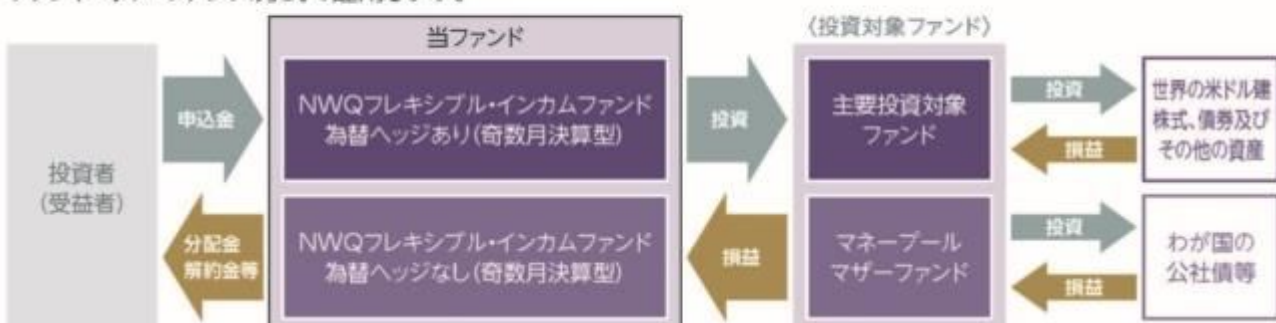 当ファンド
〈投資対象ファンド〉
投資者
(受益者)
申込金
分配金
解約金等
NWQフレキシブル・インカムファンド
為替ヘッジあり(奇数月決算型)
NWQフレキシブル・インカムファンド
為替ヘッジなし(奇数月決算型)
投資
損益
主要投資対象
ファンド
マネープール
マザーファンド
投資
損益
投資
損益
世界の米ドル建
株式、債券及び
その他の資産
わが国の
公社債等